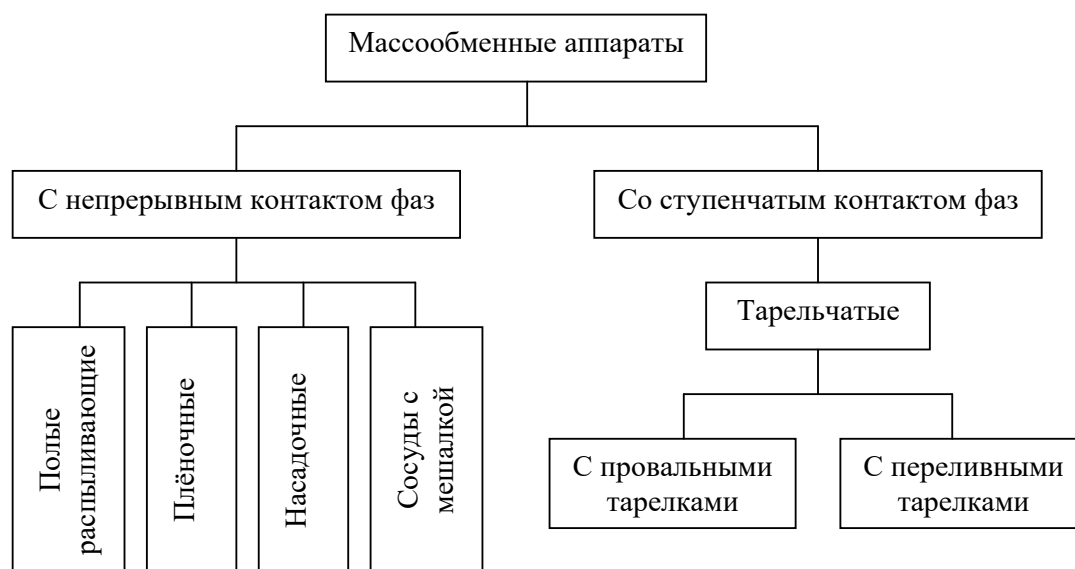 Массообменные аппараты
С непрерывным контактом фаз
Со ступенчатым контактом фаз
Тарельчатые
Полые
распыливающие
Плёночные
Насадочные
Сосуды с
мешалкой
С провальными
тарелками
С переливными
тарелками